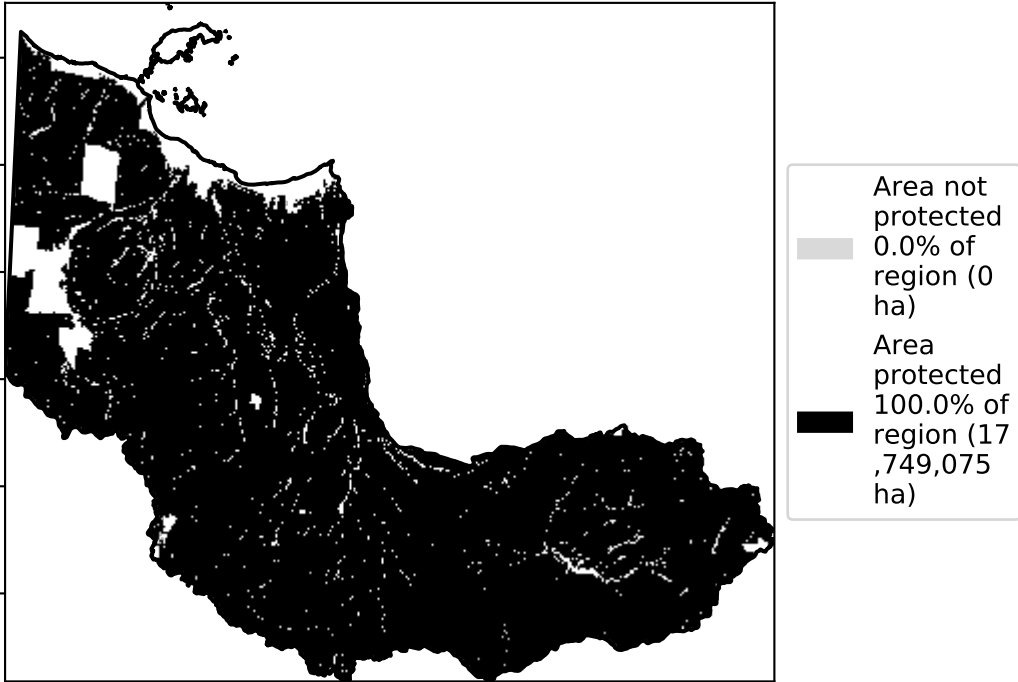 Area not
protected
0.0% of
region (0
ha)
Area
protected
100.0% of
region (17
,749,075
ha)